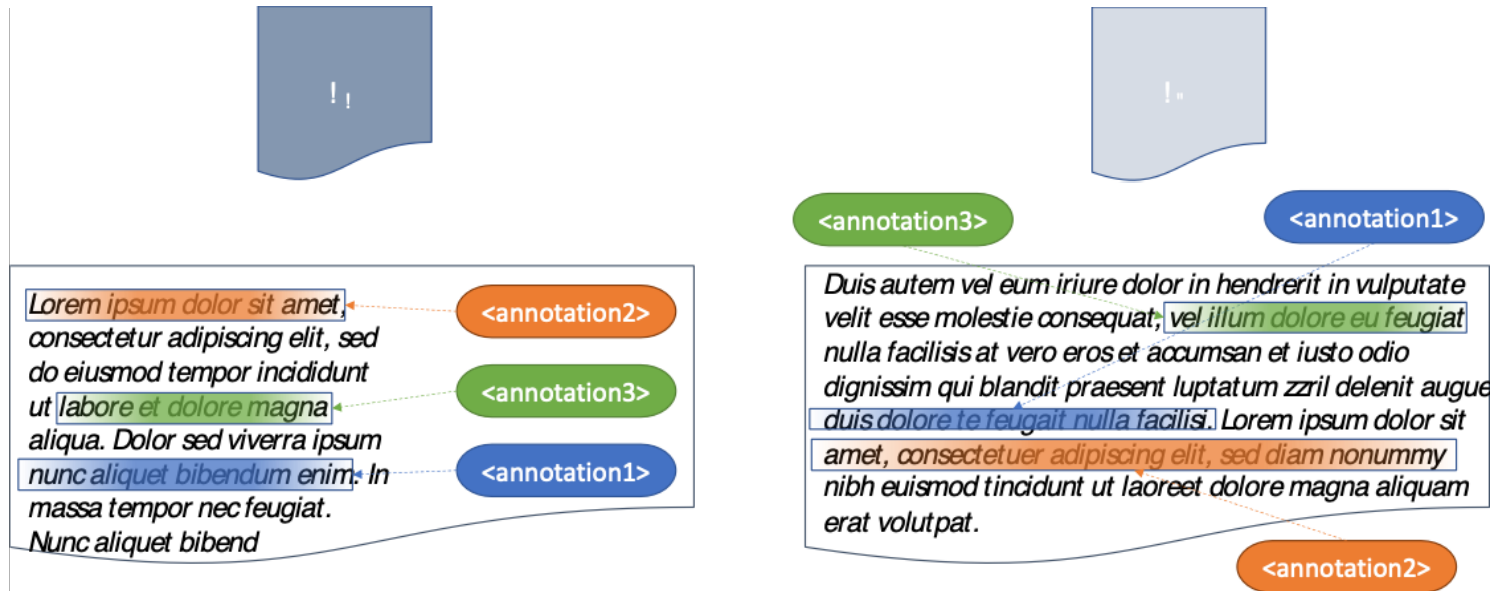 ! !
! "
<annotation3>
<annotation1>
Lorem ipsum dolor sit amet,
consectetur adipiscing elit, sed
do eiusmod tempor incididunt
ut labore et dolore magna
aliqua. Dolor sed viverra ipsum
nunc aliquet bibendum enim. In
massa tempor nec feugiat.
Nunc aliquet bibend
<annotation2>
<annotation3>
<annotation1>
Duis autem vel eum iriure dolor in hendrerit in vulputate
velit esse molestie consequat, vel illum dolore eu feugiat
nulla facilisis at vero eros et accumsan et iusto odio
dignissim qui blandit praesent luptatum zzril delenit augue
duis dolore te feugait nulla facilisi. Lorem ipsum dolor sit
amet, consectetuer adipiscing elit, sed diam nonummy
nibh euismod tincidunt ut laoreet dolore magna aliquam
erat volutpat.
<annotation2>